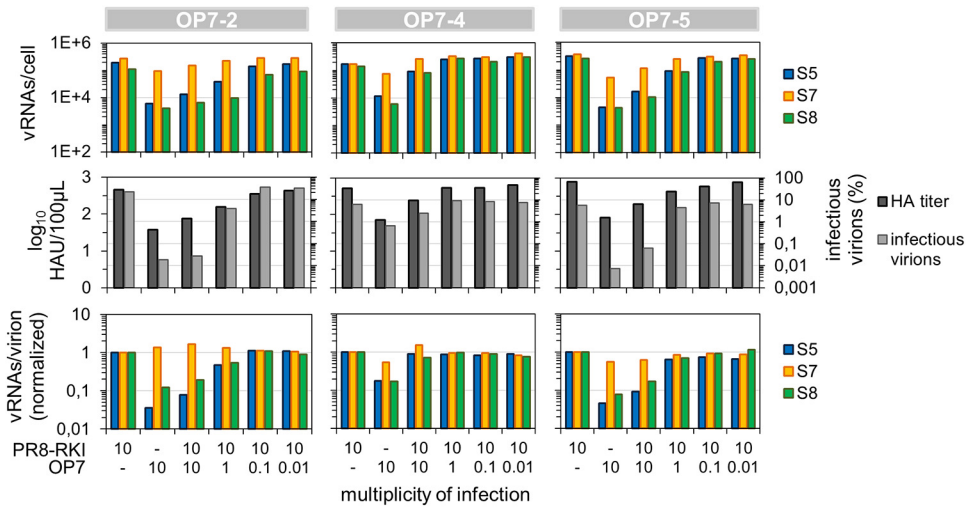 OP7-2 OP7-4 OP7-5
vRNAs/cell
1E+6
1E+4
1E+2
S5
S7
S8
log10
HAU/100µL
3
2
1
0
100
10
1
0,1
0,01
0,001
infectious
virions (%)
HA titer
infectious
virions
vRNAs/virion
(normalized)
10
1
0,1
0,01
S5
S7
S8
PR8-RKI 10 - 10 10 10 10 10 - 10 10 10 10 10 - 10 10 10 10
OP7 - 10 10 1 0.1 0.01 - 10 10 1 0.1 0.01 - 10 10 1 0.1 0.01
multiplicity of infection